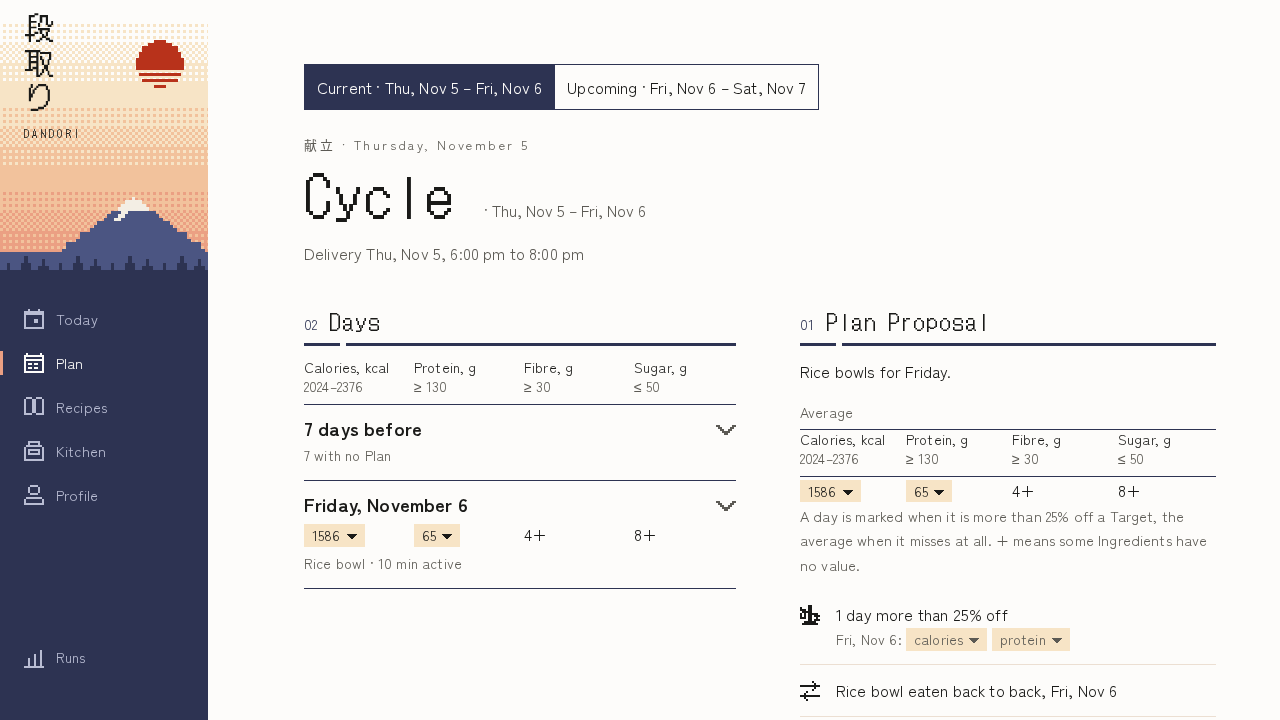 段取り
DANDORI
Today
Plan
Recipes
Kitchen
Profile
Runs
Current · Thu, Nov 5 – Fri, Nov 6
Upcoming · Fri, Nov 6 – Sat, Nov 7
献立 · Thursday, November 5
Cycle · Thu, Nov 5 – Fri, Nov 6
Delivery Thu, Nov 5, 6:00 pm to 8:00 pm
02 Days
Calories, kcal Protein, g Fibre, g Sugar, g
2024–2376 ≥ 130 ≥ 30 ≤ 50
7 days before
7 with no Plan
Friday, November 6
1586 65 4+ 8+
Rice bowl · 10 min active
01 Plan Proposal
Rice bowls for Friday.
Average
Calories, kcal Protein, g Fibre, g Sugar, g
2024–2376 ≥ 130 ≥ 30 ≤ 50
1586 65 4+ 8+
A day is marked when it is more than 25% off a Target, the
average when it misses at all. + means some Ingredients have
no value.
1 day more than 25% off
Fri, Nov 6: calories protein
Rice bowl eaten back to back, Fri, Nov 6